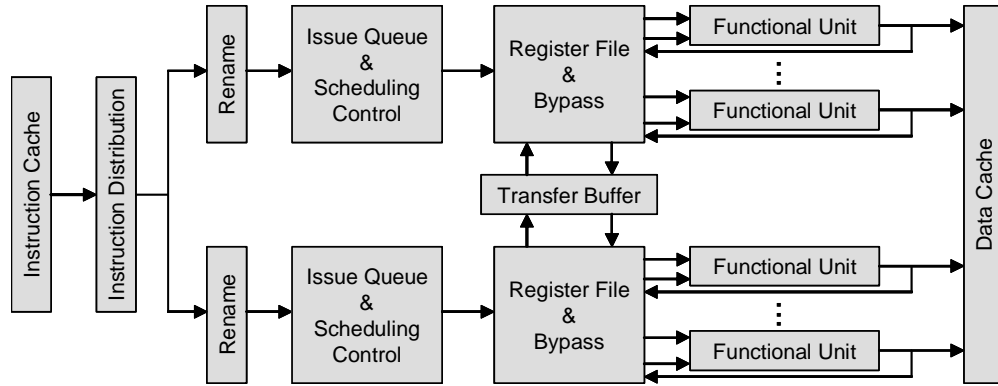 Instruction Cache
Instruction Distribution
Rename
Issue Queue
&
Scheduling
Control
Register File
&
Bypass
Functional Unit
Functional Unit
Transfer Buffer
Rename
Issue Queue
&
Scheduling
Control
Register File
&
Bypass
Functional Unit
Functional Unit
Data Cache